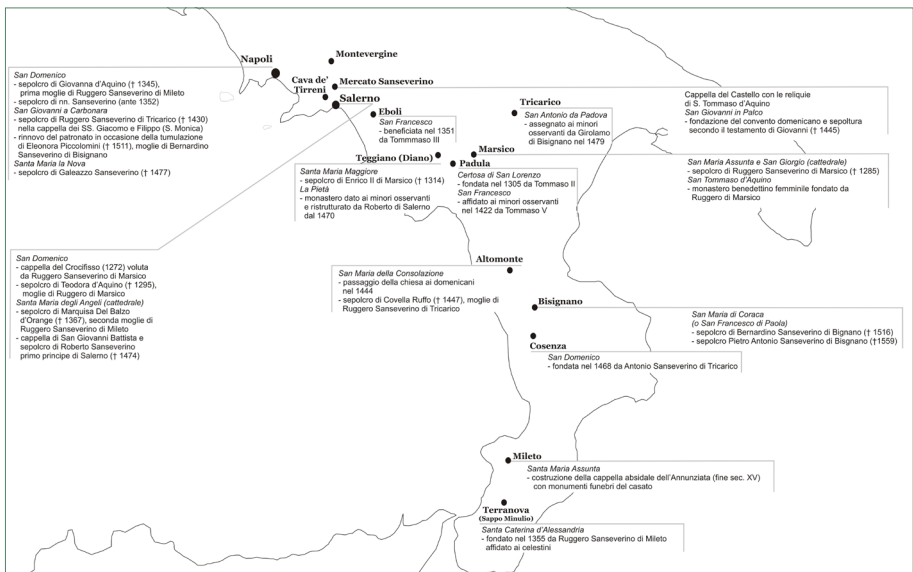 Napoli
San Domenico
- sepolcro di Giovanna d'Aquino († 1345),
prima moglie di Ruggero Sanseverino di Mileto
- sepolcro di nn. Sanseverino (ante 1352)
San Giovanni a Carbonara
- sepolcro di Ruggero Sanseverino di Tricarico († 1430)
nella cappella dei SS. Giacomo e Filippo (S. Monica)
- rinnovo del patronato in occasione della tumulazione
di Eleonora Piccolomini († 1511), moglie di Bernardino
Sanseverino di Bisignano
Santa Maria la Nova
- sepolcro di Galeazzo Sanseverino († 1477)
Montevergine
Cava de'
Tirreni
Mercato Sanseverino
Cappella del Castello con le reliquie
di S. Tommaso d'Aquino
San Giovanni in Palco
- fondazione del convento domenicano e sepoltura
secondo il testamento di Giovanni († 1445)
Salerno
San Domenico
- cappella del Crocifisso (1272) voluta
da Ruggero Sanseverino di Marsico
- sepolcro di Teodora d'Aquino († 1295),
moglie di Ruggero di Marsico
Santa Maria degli Angeli (cattedrale)
- sepolcro di Marquisa Del Balzo
d'Orange († 1367), seconda moglie di
Ruggero Sanseverino di Mileto
- cappella di San Giovanni Battista e
sepolcro di Roberto Sanseverino
primo principe di Salerno († 1474)
Eboli
San Francesco
- beneficiata nel 1351
da Tommmaso III
Tricarico
San Antonio da Padova
- assegnato ai minori
osservanti da Girolamo
di Bisignano nel 1479
Teggiano (Diano)
Santa Maria Maggiore
- sepolcro di Enrico II di Marsico († 1314)
La Pietà
- monastero dato ai minori osservanti
e ristrutturato da Roberto di Salerno
dal 1470
Marsico
San Maria Assunta e San Giorgio (cattedrale)
- sepolcro di Ruggero Sanseverino di Marsico († 1285)
San Tommaso d'Aquino
- monastero benedettino femminile fondato da
Ruggero di Marsico
Padula
Certosa di San Lorenzo
- fondata nel 1305 da Tommaso II
San Francesco
- affidato ai minori osservanti
nel 1422 da Tommaso V
Altomonte
San Maria della Consolazione
- passaggio della chiesa ai domenicani
nel 1444
- sepolcro di Covella Ruffo († 1447), moglie di
Ruggero Sanseverino di Tricarico
Bisignano
San Maria di Coraca
(o San Francesco di Paola)
- sepolcro di Bernardino Sanseverino di Bignano († 1516)
- sepolcro Pietro Antonio Sanseverino di Bignano (†1559)
Cosenza
San Domenico
- fondata nel 1468 da Antonio Sanseverino di Tricarico
Mileto
Santa Maria Assunta
- costruzione della cappella absidale dell'Annunziata (fine sec. XV)
con monumenti funebri del casato
Terranova
(Sappo Minulio)
Santa Caterina d'Alessandria
- fondato nel 1355 da Ruggero Sanseverino di Mileto
affidato ai celestini